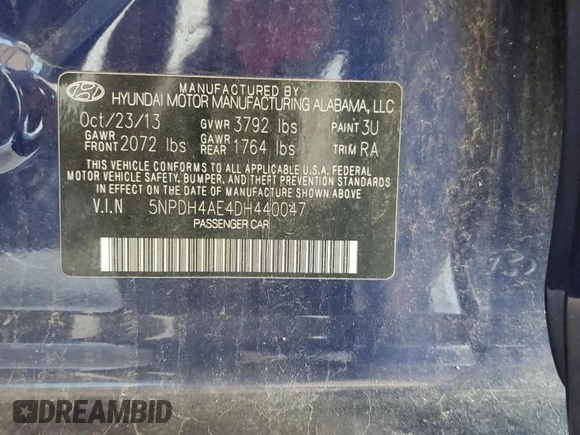 MANUFACTURED BY
HYUNDAI MOTOR MANUFACTURING ALABAMA, LLC
Oct/23/13 GVWR 3792 lbs PAINT 3U
GAWR FRONT 2072 lbs GAWR REAR 1764 lbs TRIM RA
THIS VEHICLE CONFORMS TO ALL APPLICABLE U.S.A. FEDERAL
MOTOR VEHICLE SAFETY, BUMPER, AND THEFT STANDARDS
IN EFFECT ON THE DATE OF MANUFACTURE SHOWN ABOVE.
V.I.N 5NPDH4AE4DH440047
PASSENGER CAR
DREAMBID